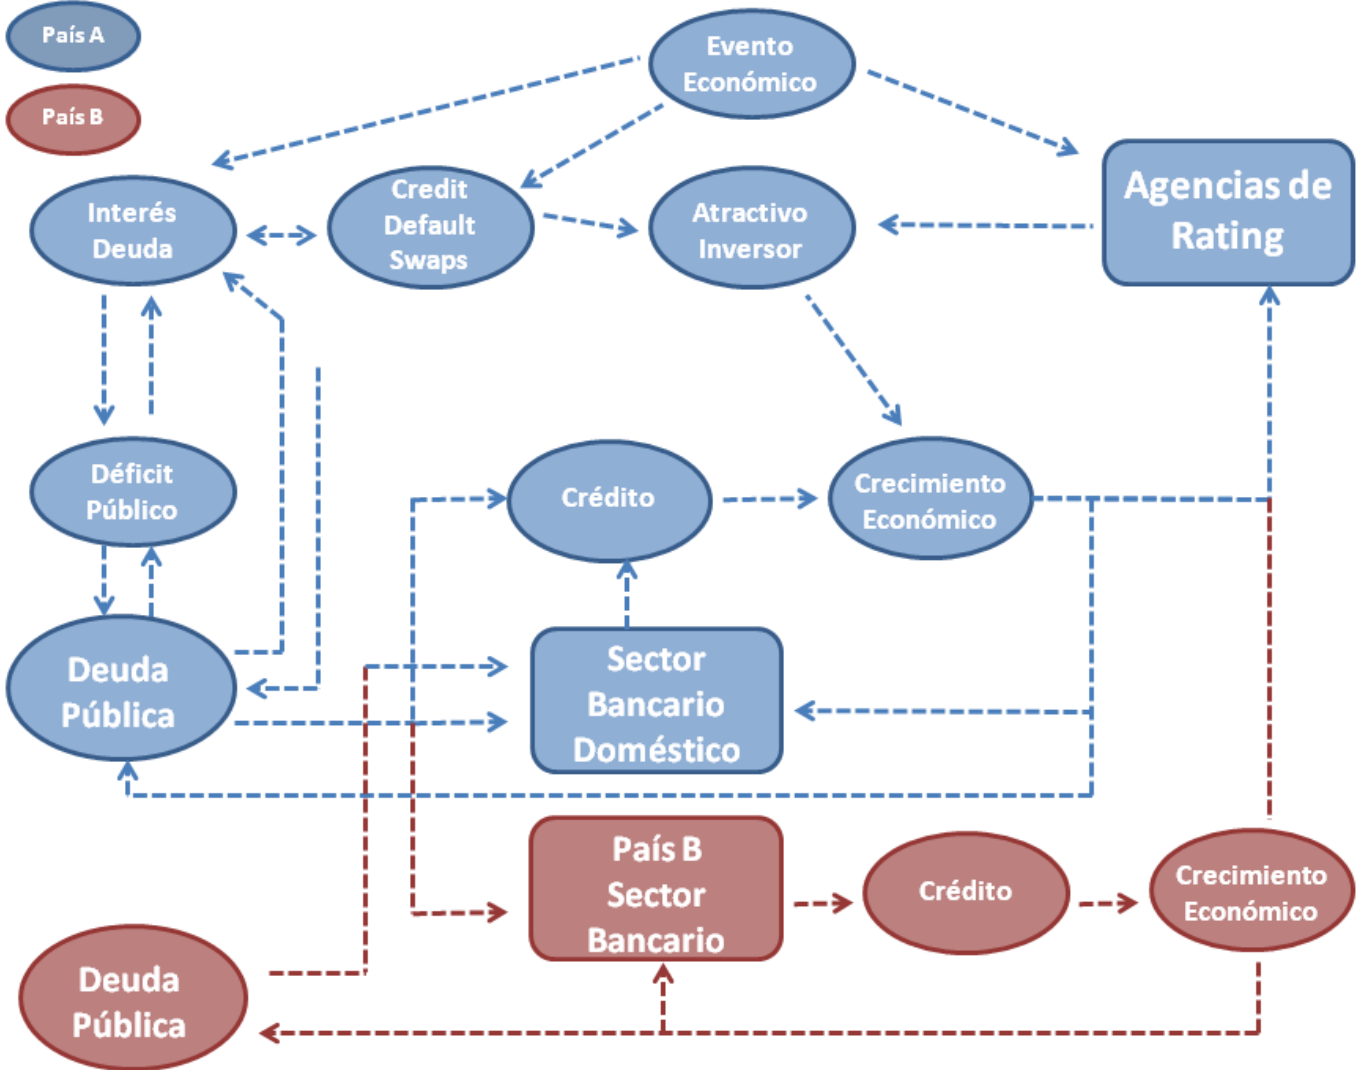 País A
País B
Evento
Económico
Agencias de
Rating
Interés
Deuda
Credit
Default
Swaps
Atractivo
Inversor
Déficit
Público
Crédito
Crecimiento
Económico
Deuda
Pública
Sector
Bancario
Doméstico
País B
Sector
Bancario
Crédito
Crecimiento
Económico
Deuda
Pública